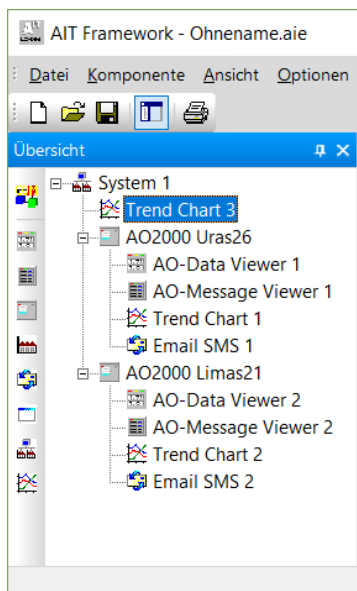 AIT Framework - Ohnename.aie
Datei Komponente Ansicht Optionen
Übersicht
System 1
Trend Chart 3
AO2000 Uras26
AO-Data Viewer 1
AO-Message Viewer 1
Trend Chart 1
Email SMS 1
AO2000 Limas21
AO-Data Viewer 2
AO-Message Viewer 2
Trend Chart 2
Email SMS 2